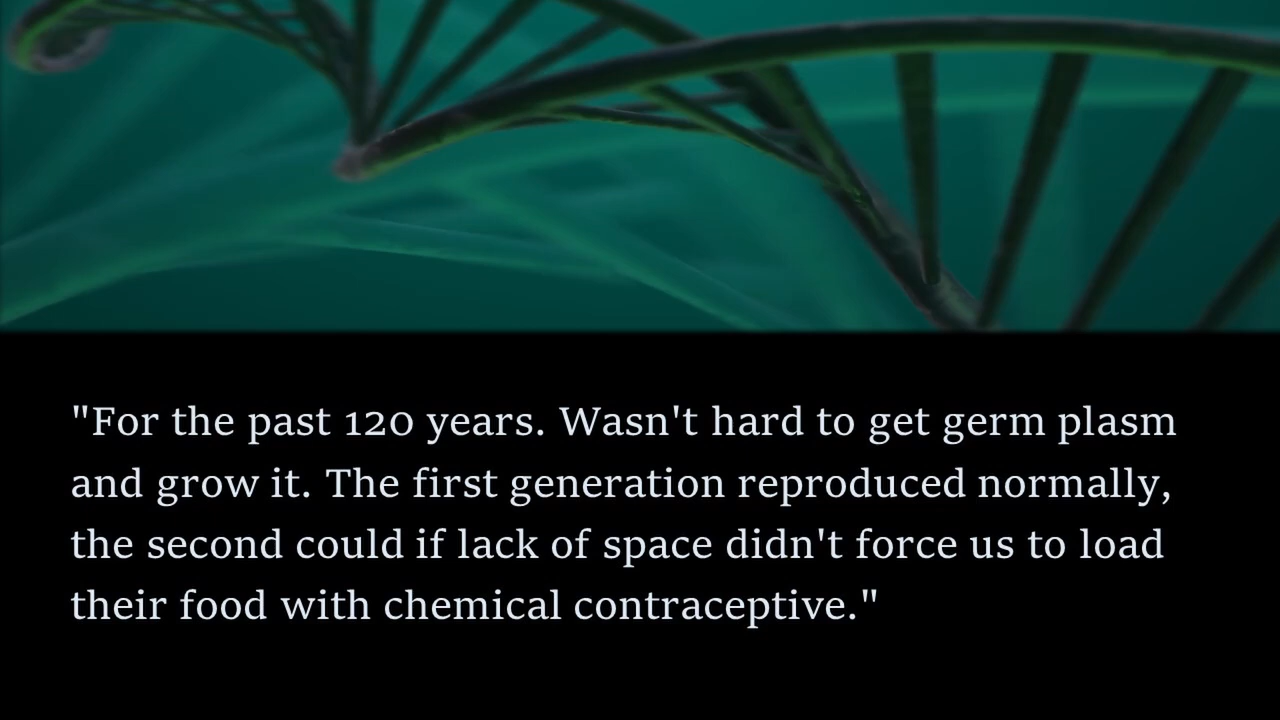 "For the past 120 years. Wasn't hard to get germ plasm
and grow it. The first generation reproduced normally,
the second could if lack of space didn't force us to load
their food with chemical contraceptive."